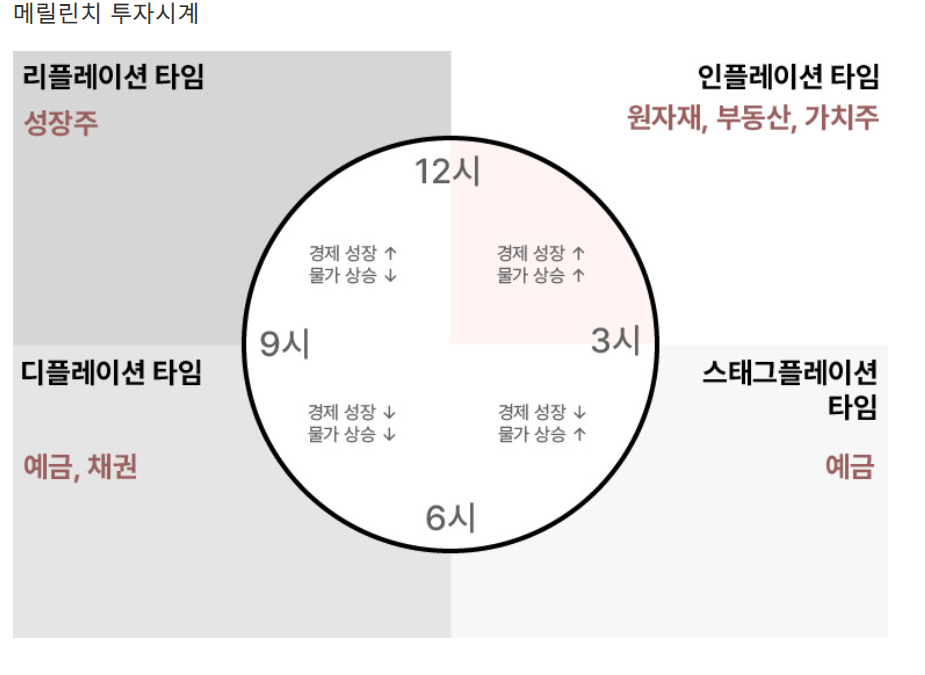 메릴린치 투자시계
리플레이션 타임
성장주
인플레이션 타임
원자재, 부동산, 가치주
12시
경제 성장 ↑
물가 상승 ↓
경제 성장 ↑
물가 상승 ↑
9시
3시
디플레이션 타임
예금, 채권
스태그플레이션
타임
예금
경제 성장 ↓
물가 상승 ↓
경제 성장 ↓
물가 상승 ↑
6시